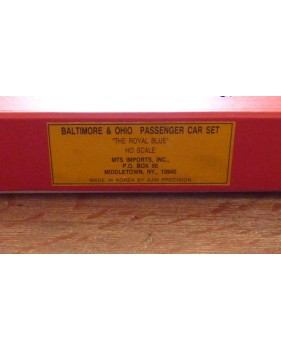 BALTIMORE & OHIO PASSENGER CAR SET
"THE ROYAL BLUE"
HO SCALE
MTS IMPORTS, INC.,
P.O. BOX 50
MIDDLETOWN, NY., 10940
MADE IN KOREA BY AJIN PRECISION.